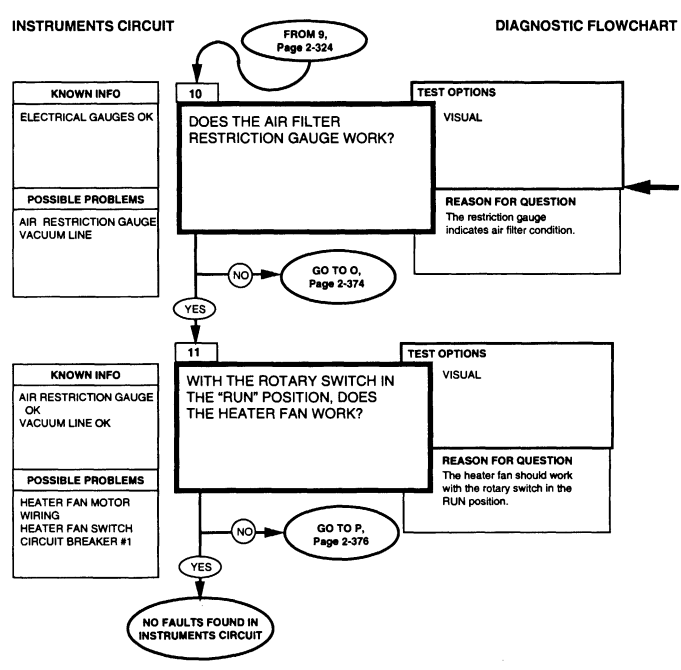 INSTRUMENTS CIRCUIT
DIAGNOSTIC FLOWCHART
FROM 9,
Page 2-324
KNOWN INFO
ELECTRICAL GAUGES OK
POSSIBLE PROBLEMS
AIR RESTRICTION GAUGE
VACUUM LINE
10
DOES THE AIR FILTER
RESTRICTION GAUGE WORK?
TEST OPTIONS
VISUAL
REASON FOR QUESTION
The restriction gauge
indicates air filter condition.
NO
GO TO O,
Page 2-374
YES
KNOWN INFO
AIR RESTRICTION GAUGE
OK
VACUUM LINE OK
POSSIBLE PROBLEMS
HEATER FAN MOTOR
WIRING
HEATER FAN SWITCH
CIRCUIT BREAKER #1
11
WITH THE ROTARY SWITCH IN
THE “RUN” POSITION, DOES
THE HEATER FAN WORK?
TEST OPTIONS
VISUAL
REASON FOR QUESTION
The heater fan should work
with the rotary switch in the
RUN position.
NO
GO TO P,
Page 2-376
YES
NO FAULTS FOUND IN
INSTRUMENTS CIRCUIT